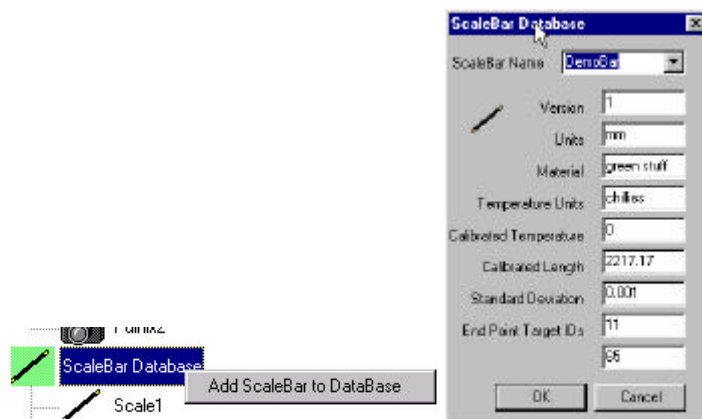 ScaleBar Database
ScaleBar Name DemoBar
Version 1
Units mm
Material green stuff
Temperature Units chillies
Calibrated Temperature 0
Calibrated Length 2217.17
Standard Deviation 0.001
End Point Target IDs 11
65
OK Cancel
ScaleBar Database
Add ScaleBar to DataBase
Scale1